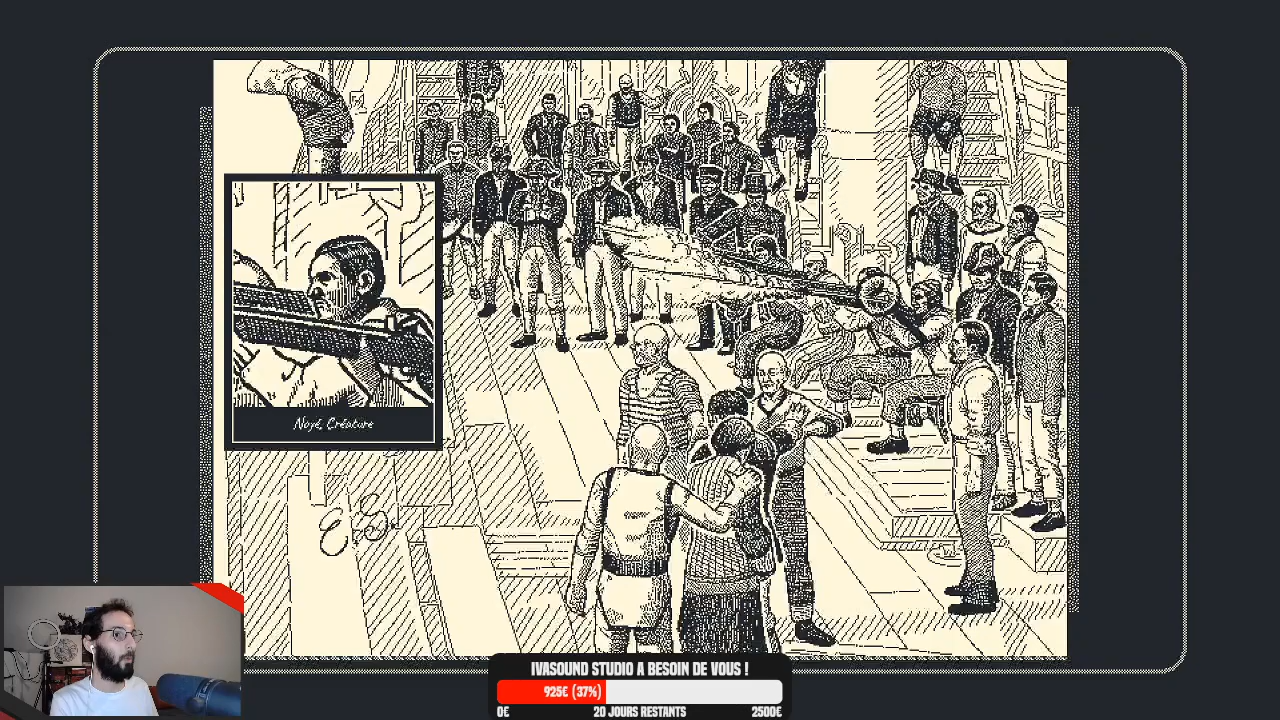 Noyé, Créature
E.S.
IVASOUND STUDIO A BESOIN DE VOUS !
925€ (37%)
0€ 20 JOURS RESTANTS 2500€